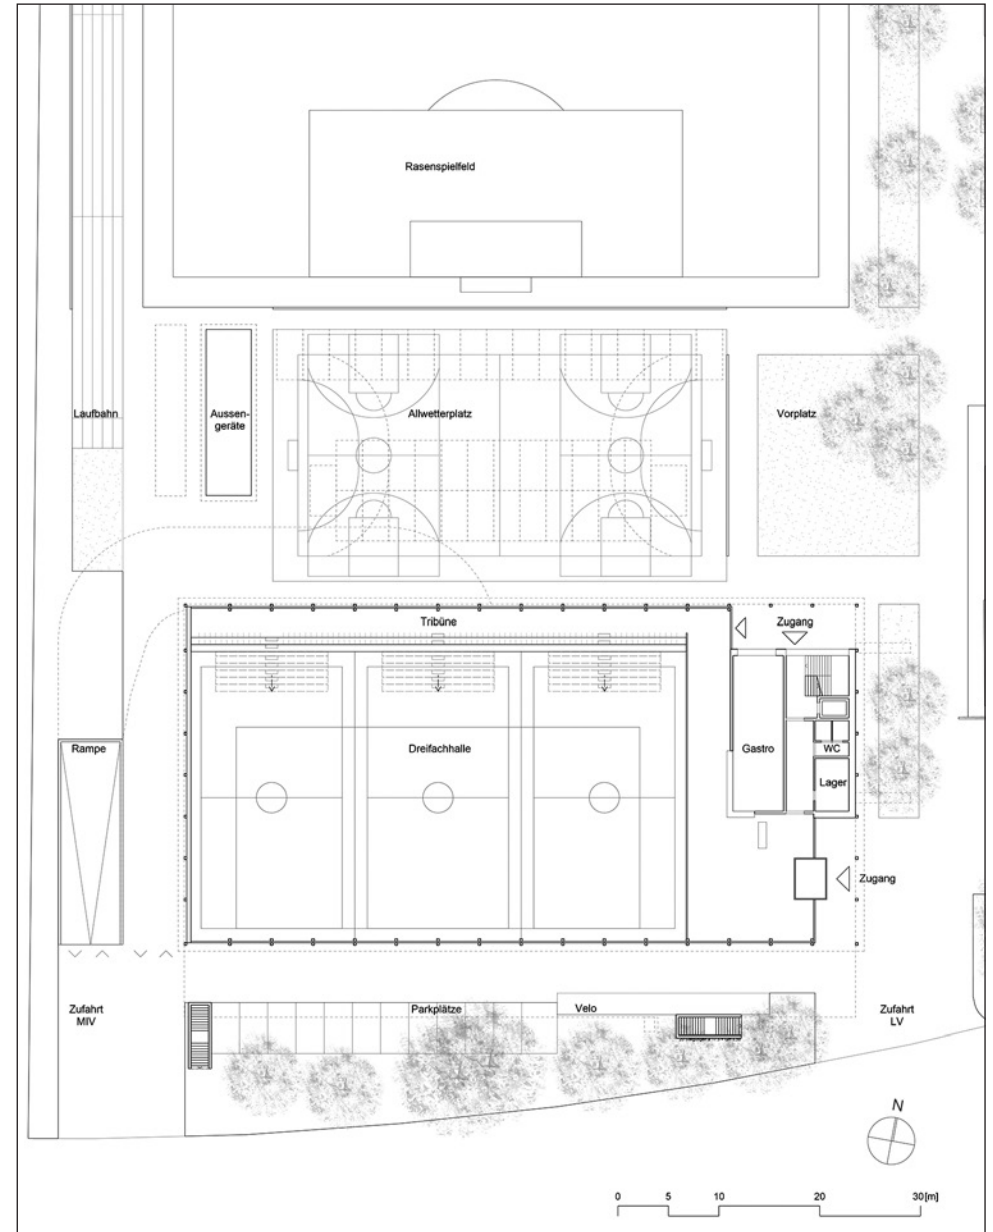 Rasenspielfeld
Laufbahn
Aussen-
geräte
Allwetterplatz
Vorplatz
Tribüne
Zugang
Rampe
Dreifachhalle
Gastro
WC
Lager
Zugang
Zufahrt
MIV
Parkplätze
Velo
Zufahrt
LV
N
0 5 10 20 30[m]